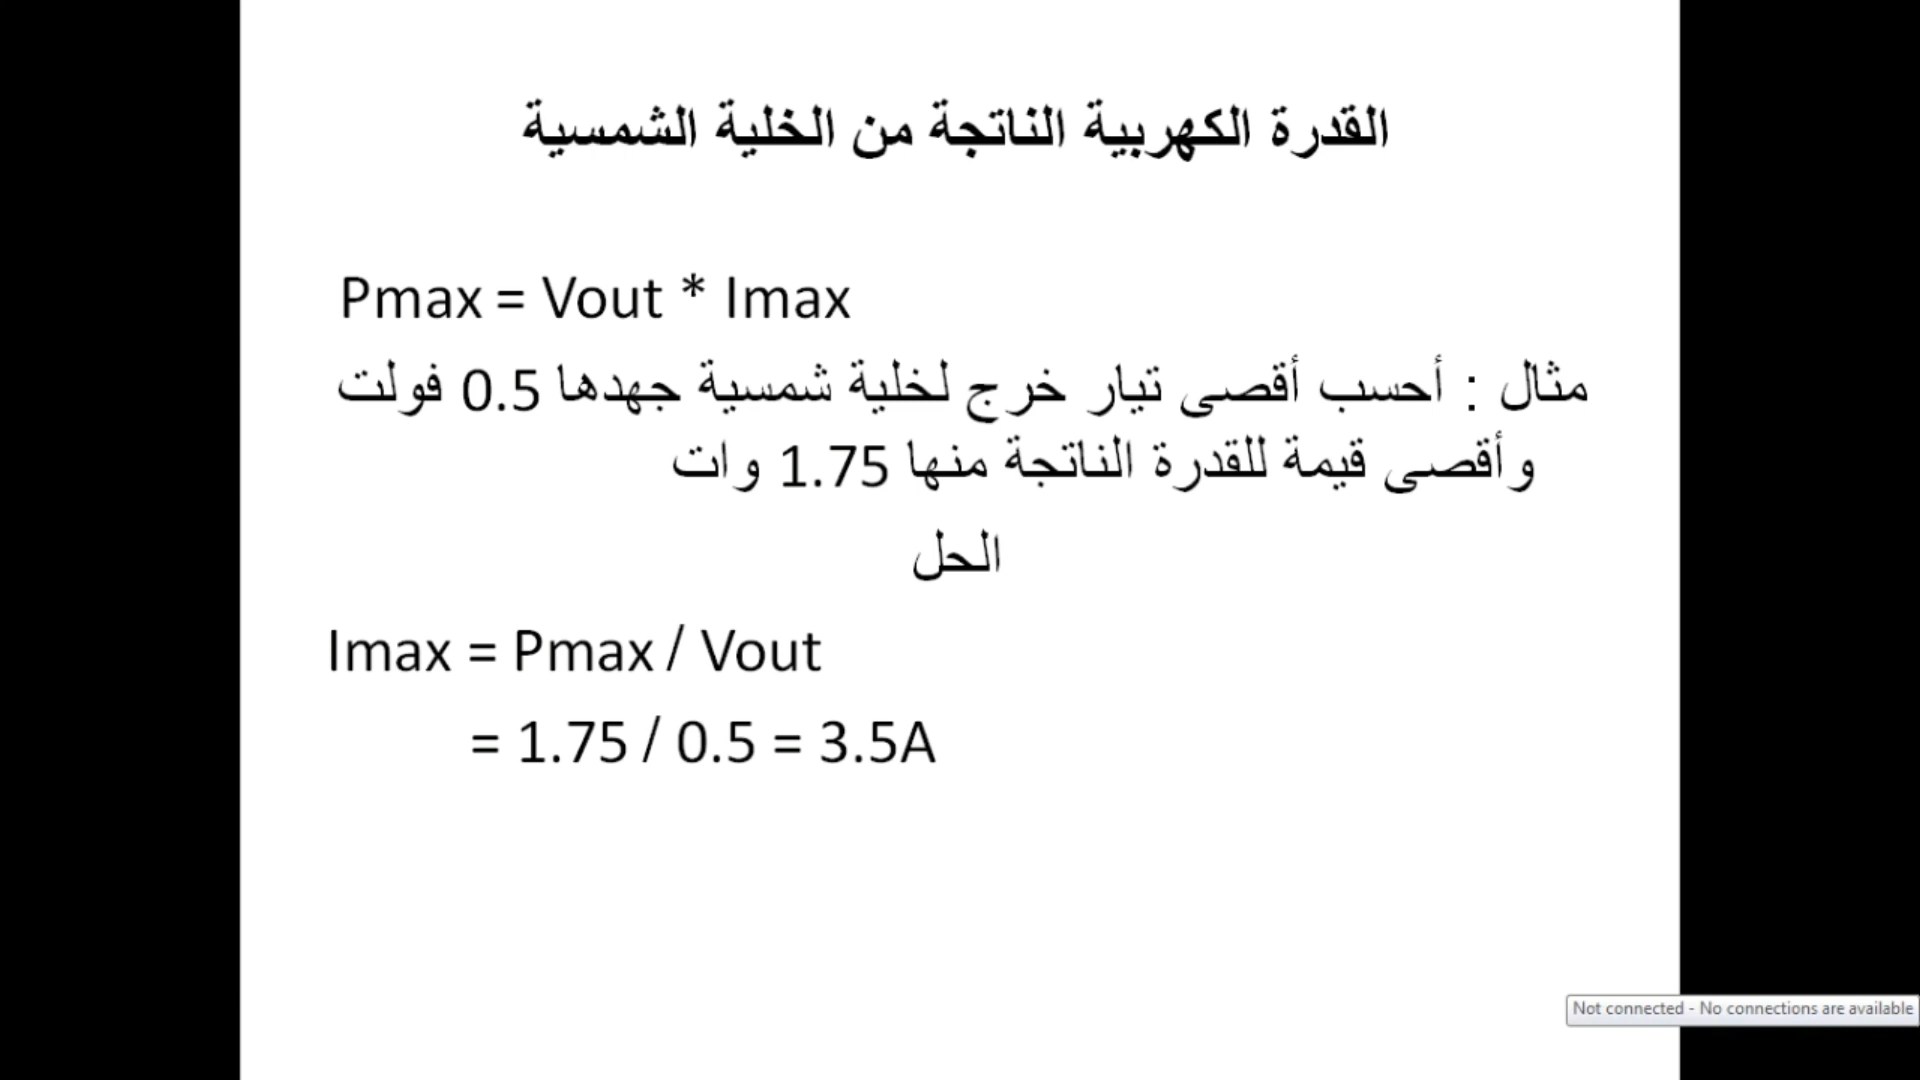 القدرة الكهربية الناتجة من الخلية الشمسية
Pmax = Vout * Imax
مثال : أحسب أقصى تيار خرج لخلية شمسية جهدها 0.5 فولت
وأقصى قيمة للقدرة الناتجة منها 1.75 وات
الحل
Imax = Pmax / Vout
= 1.75 / 0.5 = 3.5A
Not connected - No connections are available